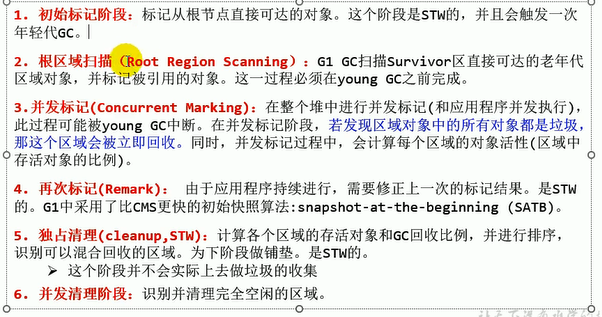 1. 初始标记阶段：标记从根节点直接可达的对象。这个阶段是STW的，并且会触发一次
年轻代GC。
2. 根区域扫描（Root Region Scanning）：G1 GC扫描Survivor区直接可达的老年代
区域对象，并标记被引用的对象。这一过程必须在young GC之前完成。
3.并发标记(Concurrent Marking)：在整个堆中进行并发标记(和应用程序并发执行)，
此过程可能被young GC中断。在并发标记阶段，若发现区域对象中的所有对象都是垃圾，
那这个区域会被立即回收。同时，并发标记过程中，会计算每个区域的对象活性(区域中
存活对象的比例)。
4. 再次标记(Remark)： 由于应用程序持续进行，需要修正上一次的标记结果。是STW
的。G1中采用了比CMS更快的初始快照算法:snapshot-at-the-beginning (SATB)。
5. 独占清理(cleanup,STW)：计算各个区域的存活对象和GC回收比例，并进行排序，
识别可以混合回收的区域。为下阶段做铺垫。是STW的。
➢ 这个阶段并不会实际上去做垃圾的收集
6. 并发清理阶段：识别并清理完全空闲的区域。